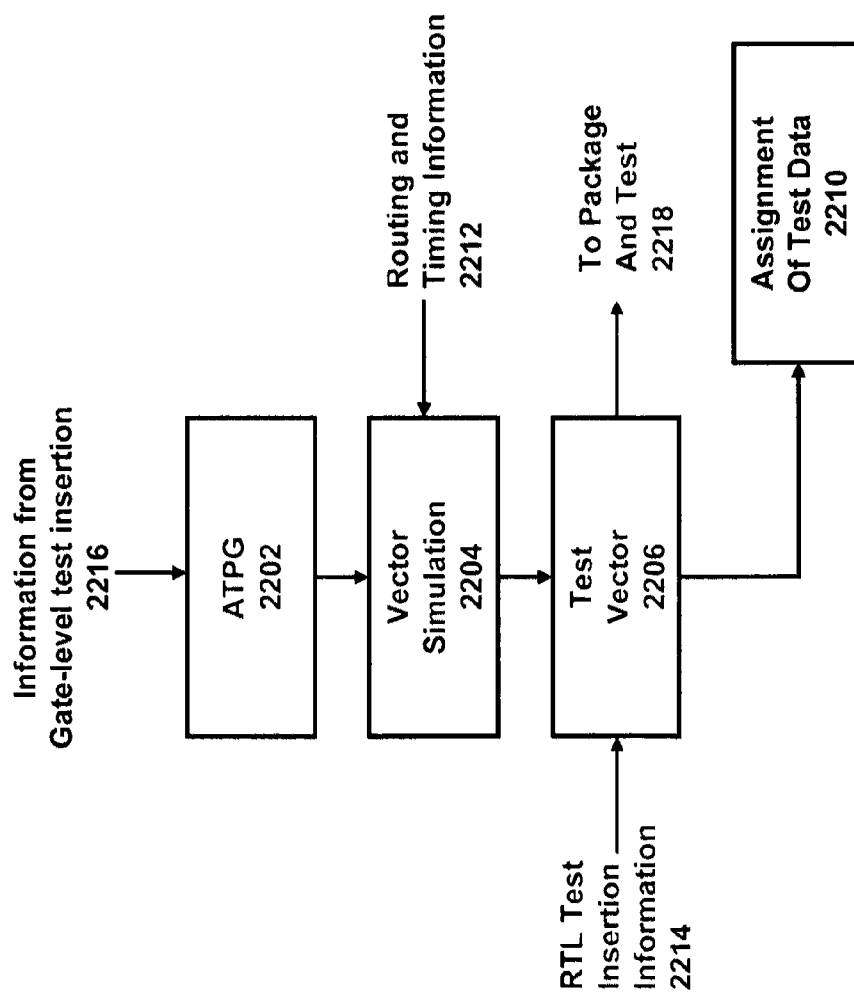 Information from
Gate-level test insertion
2216
ATPG
2202
Routing and
Timing Information
2212
Vector
Simulation
2204
RTL Test
Insertion
Information
2214
Test
Vector
2206
To Package
And Test
2218
Assignment
Of Test Data
2210